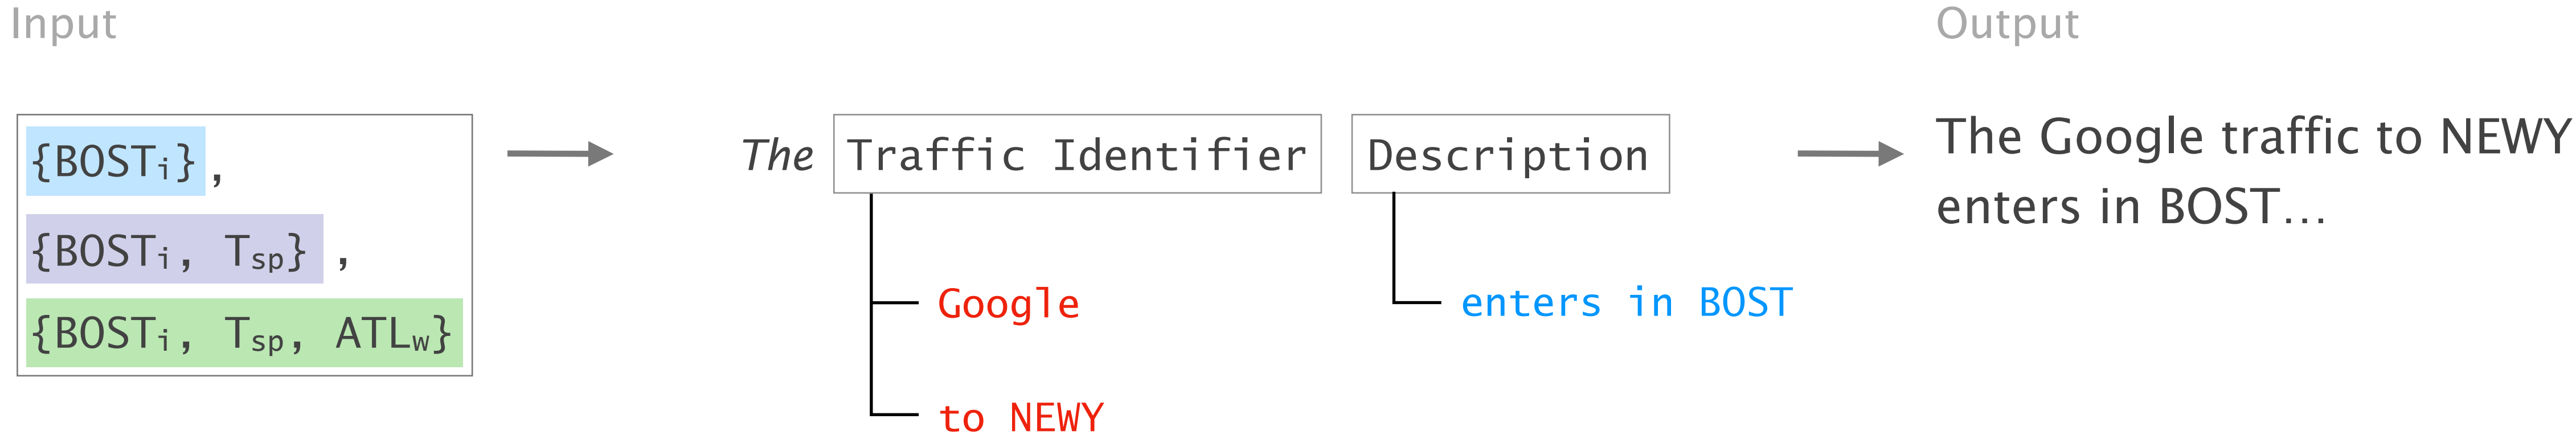 Input
Output
{BOSTi},
{BOSTi, Tsp},
{BOSTi, Tsp, ATLw}
The Traffic Identifier Description
Google
to NEWY
enters in BOST
The Google traffic to NEWY
enters in BOST…